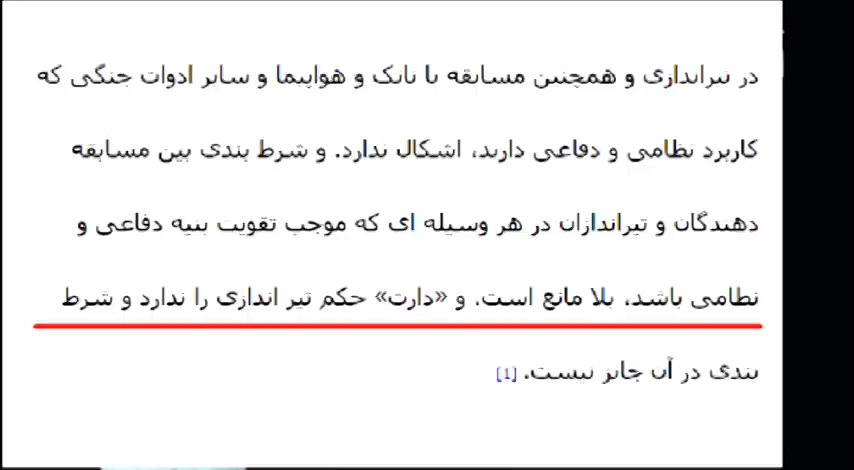 در تیراندازی و همچنین مسابقه با تانک و هواپیما و سایر ادوات جنگی که
کاربرد نظامی و دفاعی دارند، اشکال ندارد. و شرط بندی بین مسابقه
دهندگان و تیراندازان در هر وسیله ای که موجب تقویت بنیه دفاعی و
نظامی باشد، بلا مانع است. و «دارت» حکم تیر اندازی را ندارد و شرط
بندی در آن جایز نیست. [1]